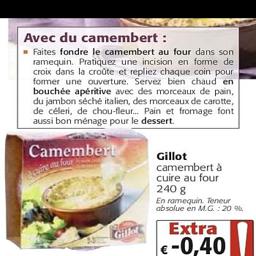 Avec du camembert :
Faites fondre le camembert au four dans son
ramequin. Pratiquez une incision en forme de
croix dans la croûte et repliez chaque coin pour
former une ouverture. Servez bien chaud en
bouchée apéritive avec des morceaux de pain,
du jambon séché italien, des morceaux de carotte,
de céleri, de chou-fleur... Pain et fromage font
aussi bon ménage pour le dessert.
Camembert
à cuire au four
Gillot
Gillot
camembert à
cuire au four
240 g
En ramequin. Teneur
absolue en M.G. : 20 %.
Extra
€ -0,40